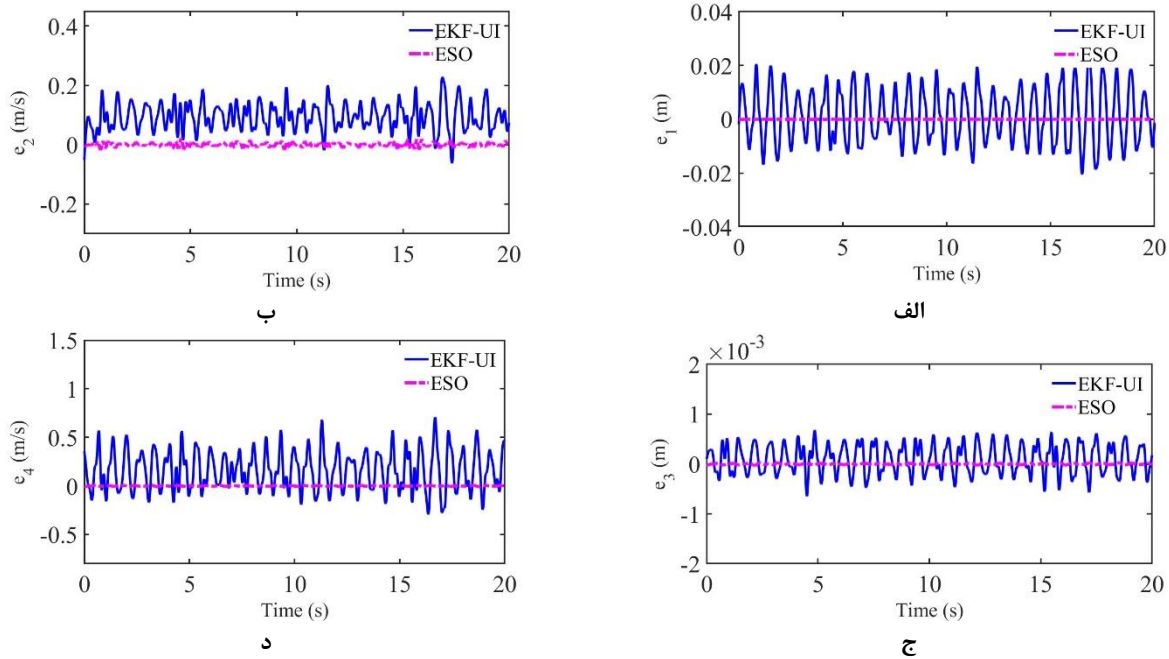 0.4
0.2
0
-0.2
e2 (m/s)
EKF-UI
ESO
0 5 10 15 20
Time (s)
ب
0.04
0.02
0
-0.02
-0.04
e1 (m)
EKF-UI
ESO
0 5 10 15 20
Time (s)
الف
1.5
1
0.5
0
-0.5
e4 (m/s)
EKF-UI
ESO
0 5 10 15 20
Time (s)
د
×10-3
2
1
0
-1
-2
e3 (m)
EKF-UI
ESO
0 5 10 15 20
Time (s)
ج